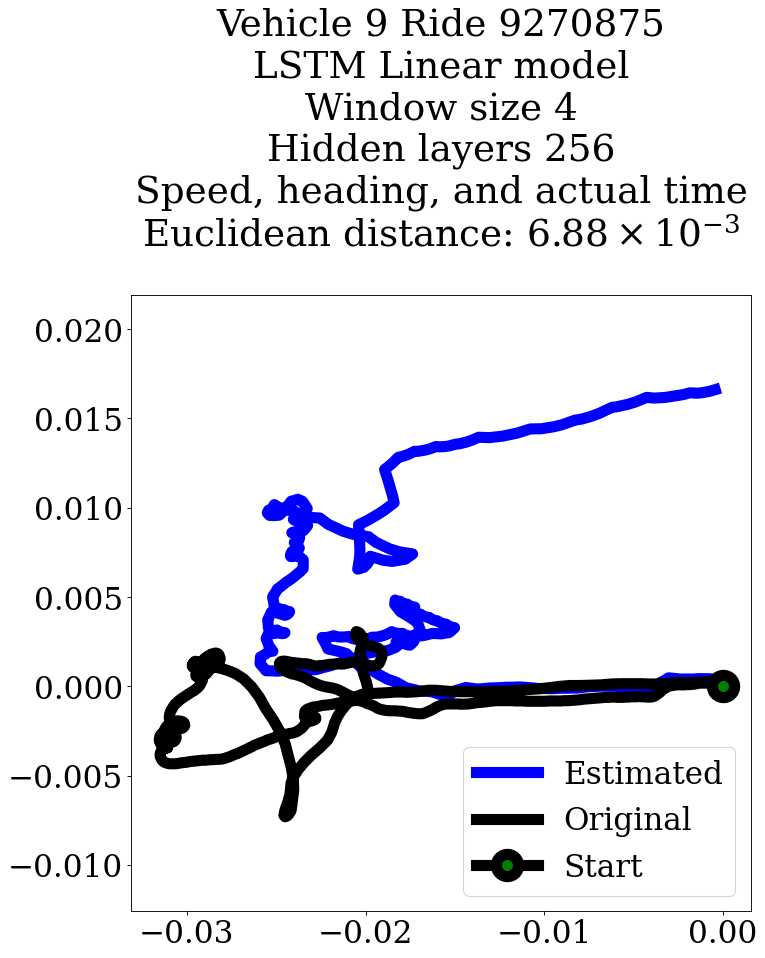 Vehicle 9 Ride 9270875
LSTM Linear model
Window size 4
Hidden layers 256
Speed, heading, and actual time
Euclidean distance: 6.88 × 10⁻³
0.020
0.015
0.010
0.005
0.000
−0.005
−0.010
Estimated
Original
Start
−0.03
−0.02
−0.01
0.00